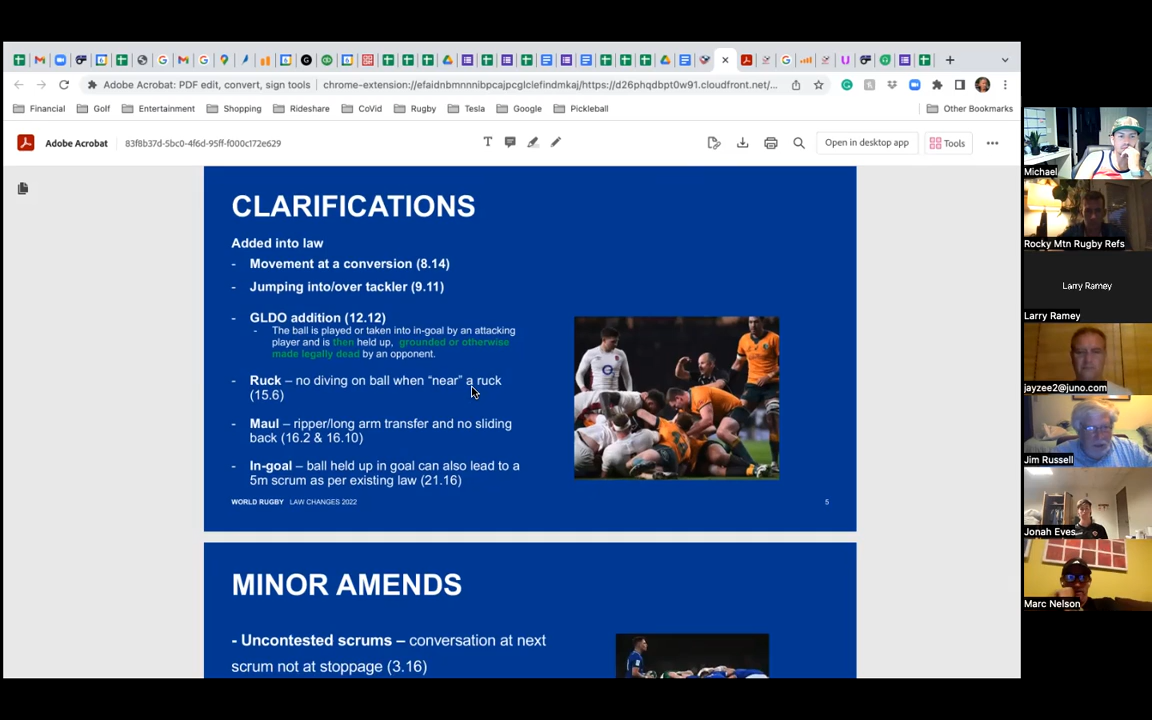 Adobe Acrobat: PDF edit, convert, sign tools | chrome-extension://efaidnbmnnnibpcajpcglclefindmkaj/https://d26phqdbpt0w91.cloudfront.net/...
Financial Golf Entertainment Shopping Rideshare CoVid Rugby Tesla Google Pickleball Other Bookmarks
Adobe Acrobat 83f8b37d-5bc0-4f6d-95ff-f000c172e629 Open in desktop app Tools
CLARIFICATIONS
Added into law
- Movement at a conversion (8.14)
- Jumping into/over tackler (9.11)
- GLDO addition (12.12)
- The ball is played or taken into in-goal by an attacking
player and is then held up, grounded or otherwise
made legally dead by an opponent.
- Ruck – no diving on ball when “near” a ruck
(15.6)
- Maul – ripper/long arm transfer and no sliding
back (16.2 & 16.10)
- In-goal – ball held up in goal can also lead to a
5m scrum as per existing law (21.16)
WORLD RUGBY LAW CHANGES 2022 5
MINOR AMENDS
- Uncontested scrums – conversation at next
scrum not at stoppage (3.16)
Michael
Rocky Mtn Rugby Refs
Larry Ramey
Larry Ramey
jayzee2@juno.com
Jim Russell
Jonah Eves
Marc Nelson